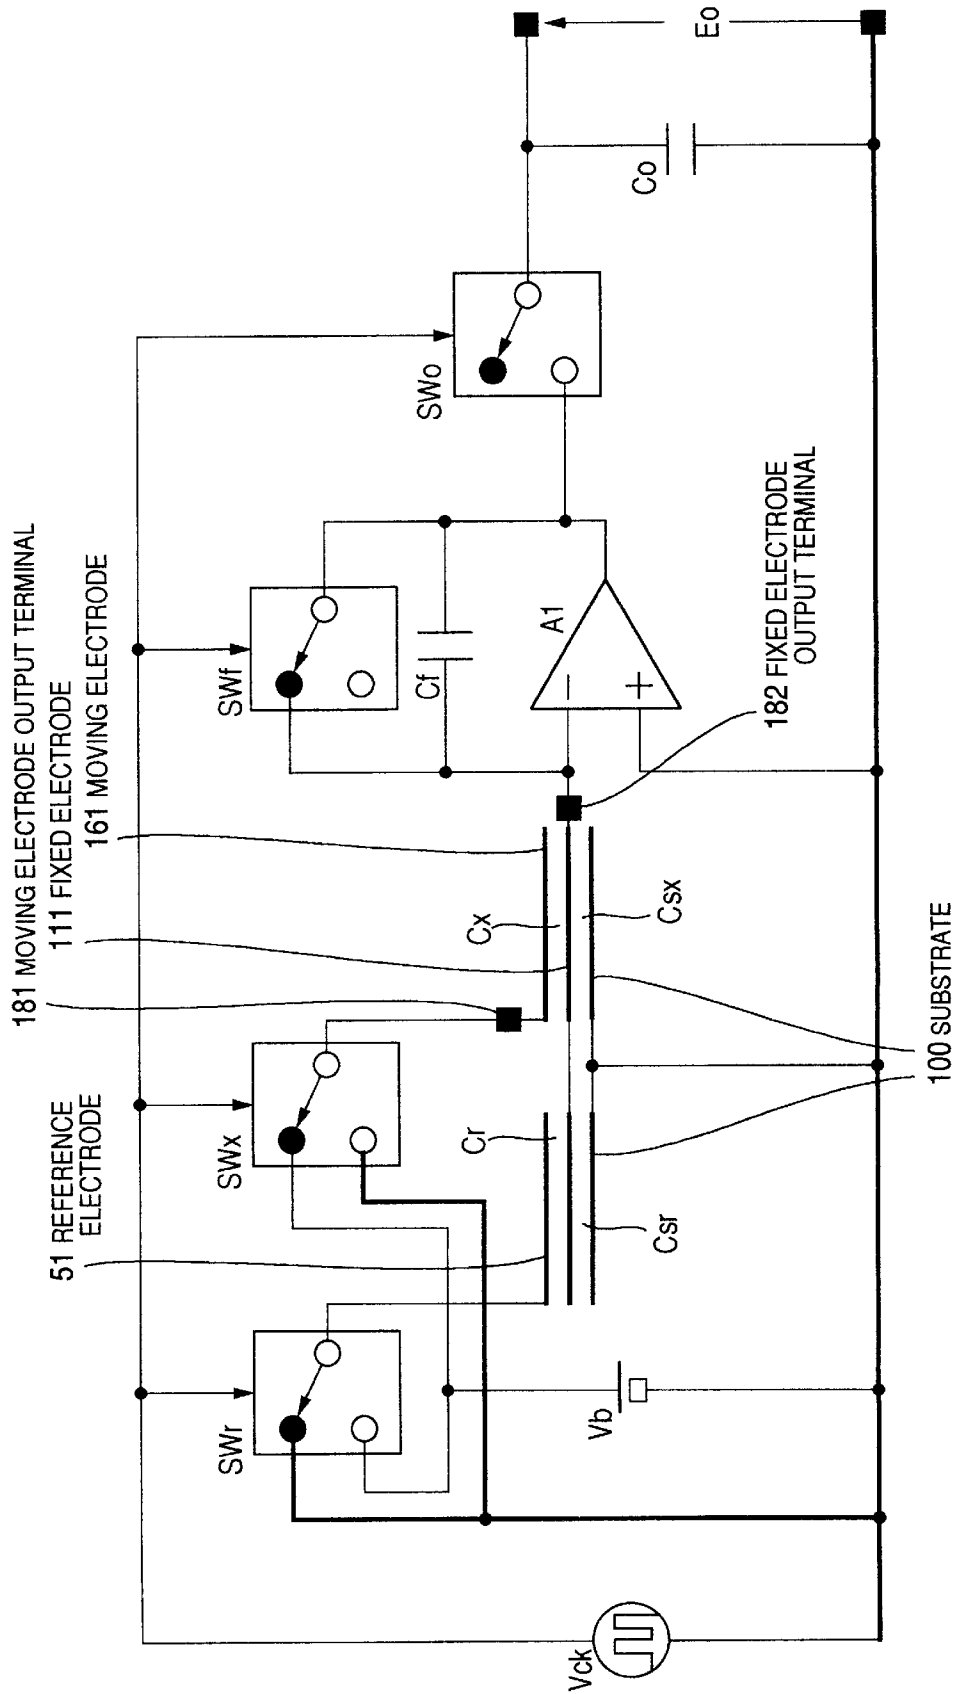 181 MOVING ELECTRODE OUTPUT TERMINAL
111 FIXED ELECTRODE
161 MOVING ELECTRODE
51 REFERENCE
ELECTRODE
SWr
SWx
SWf
SWo
Cr
Cx
Cf
A1
Csr
Csx
Co
Eo
Vb
Vck
182 FIXED ELECTRODE
OUTPUT TERMINAL
100 SUBSTRATE